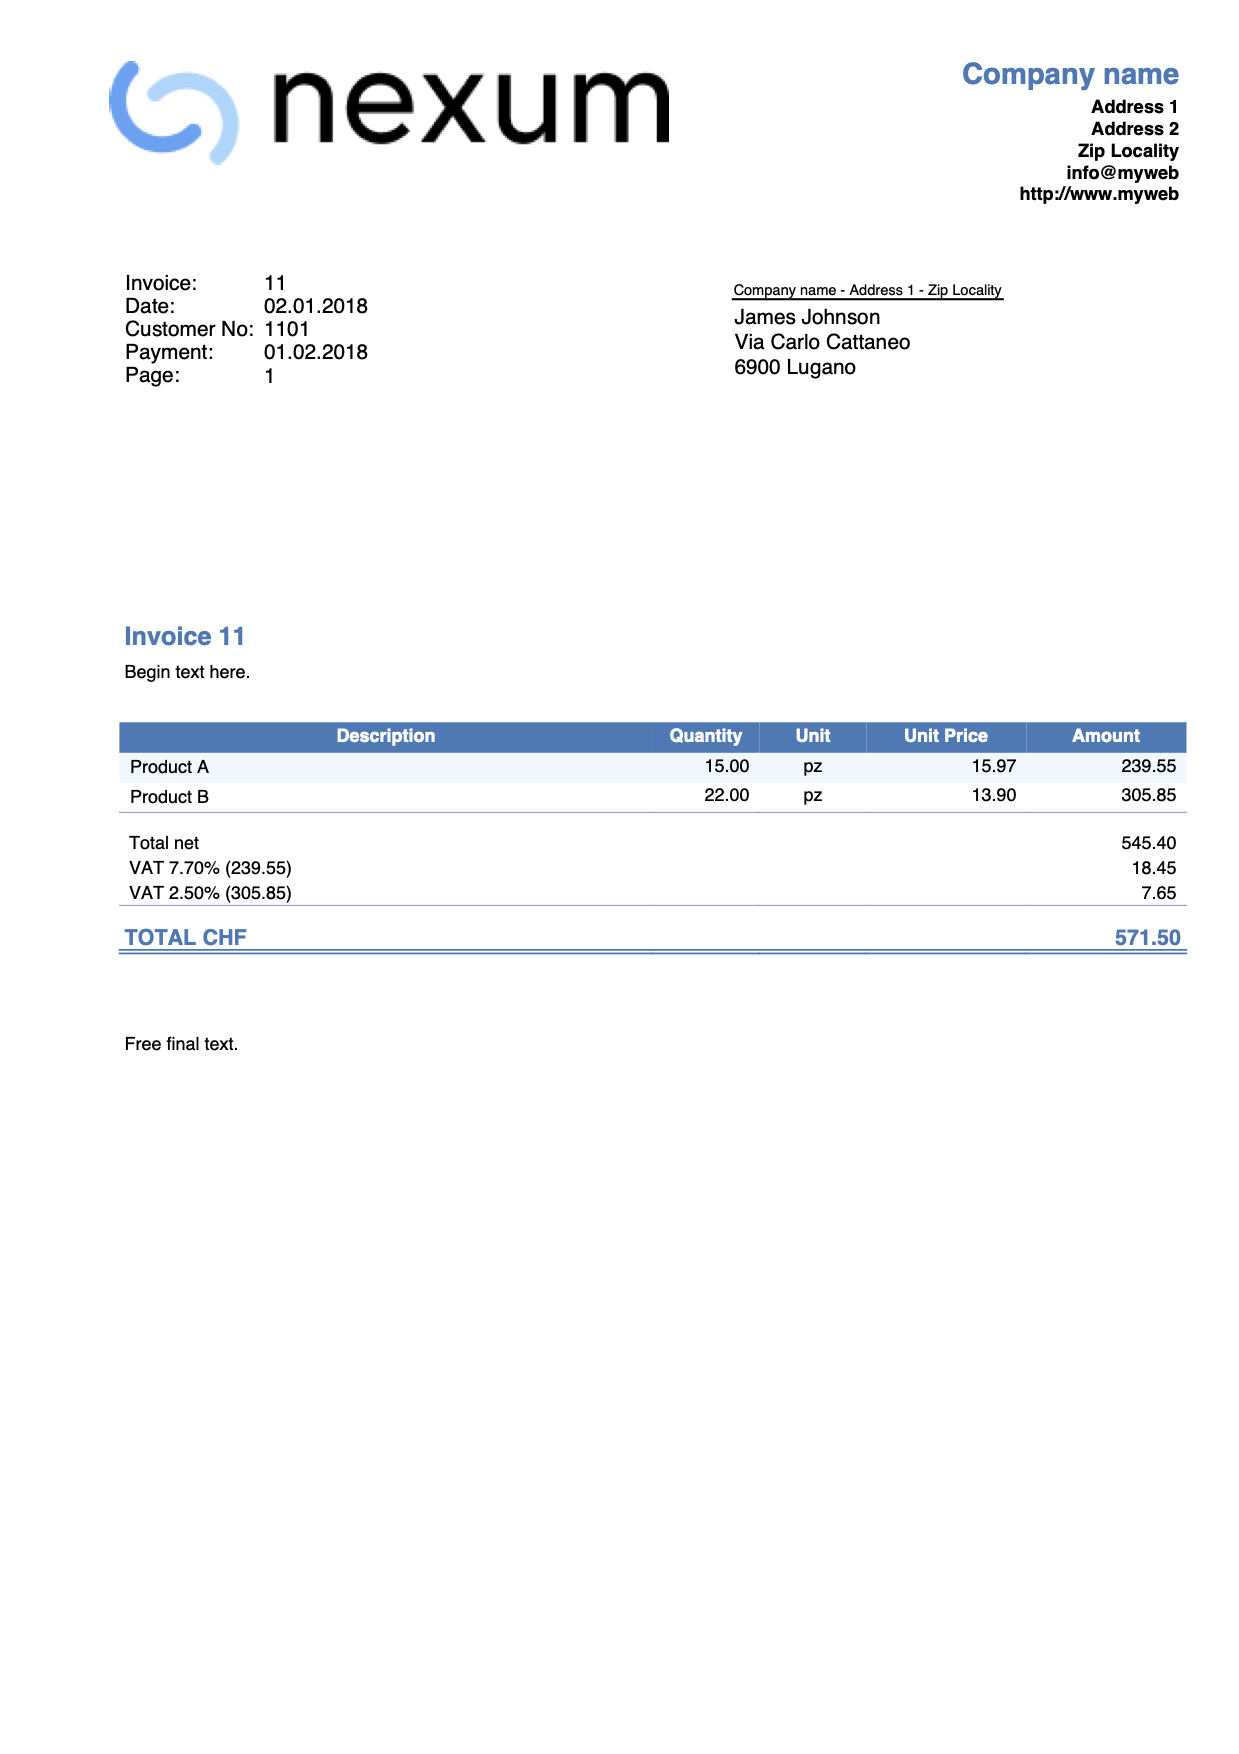 nexum
Company name
Address 1
Address 2
Zip Locality
info@myweb
http://www.myweb
Invoice: 11
Date: 02.01.2018
Customer No: 1101
Payment: 01.02.2018
Page: 1
Company name - Address 1 - Zip Locality
James Johnson
Via Carlo Cattaneo
6900 Lugano
Invoice 11
Begin text here.
Description Quantity Unit Unit Price Amount
Product A 15.00 pz 15.97 239.55
Product B 22.00 pz 13.90 305.85
Total net 545.40
VAT 7.70% (239.55) 18.45
VAT 2.50% (305.85) 7.65
TOTAL CHF 571.50
Free final text.